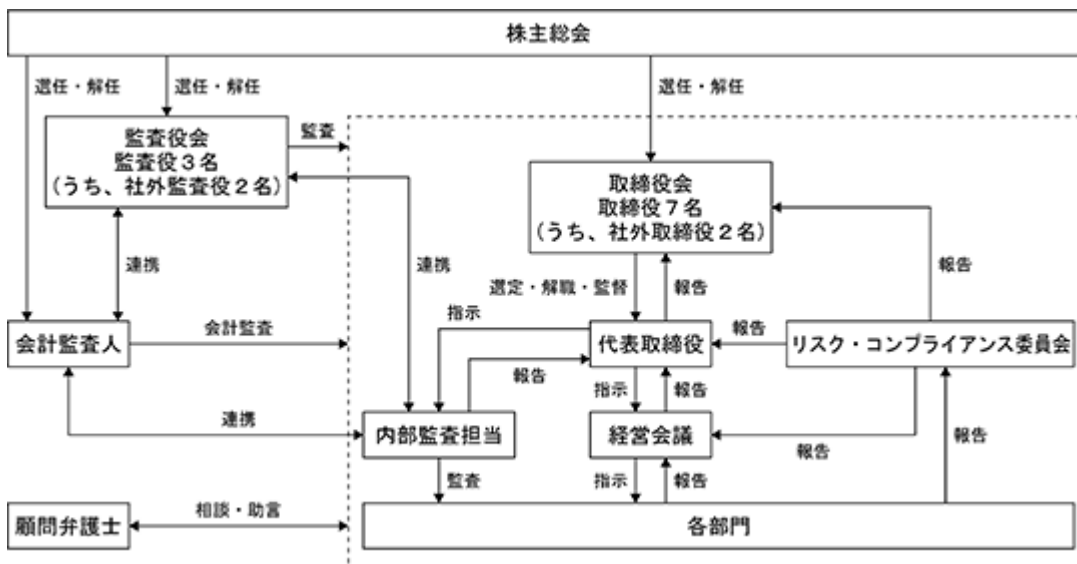 株主総会
選任・解任
選任・解任
選任・解任
監査役会
監査役3名
(うち、社外監査役2名)
監査
取締役会
取締役7名
(うち、社外取締役2名)
連携
連携
選定・解職・監督
報告
報告
指示
会計監査人
会計監査
代表取締役
報告
リスク・コンプライアンス委員会
報告
指示
報告
連携
内部監査担当
経営会議
報告
報告
監査
指示
報告
顧問弁護士
相談・助言
各部門